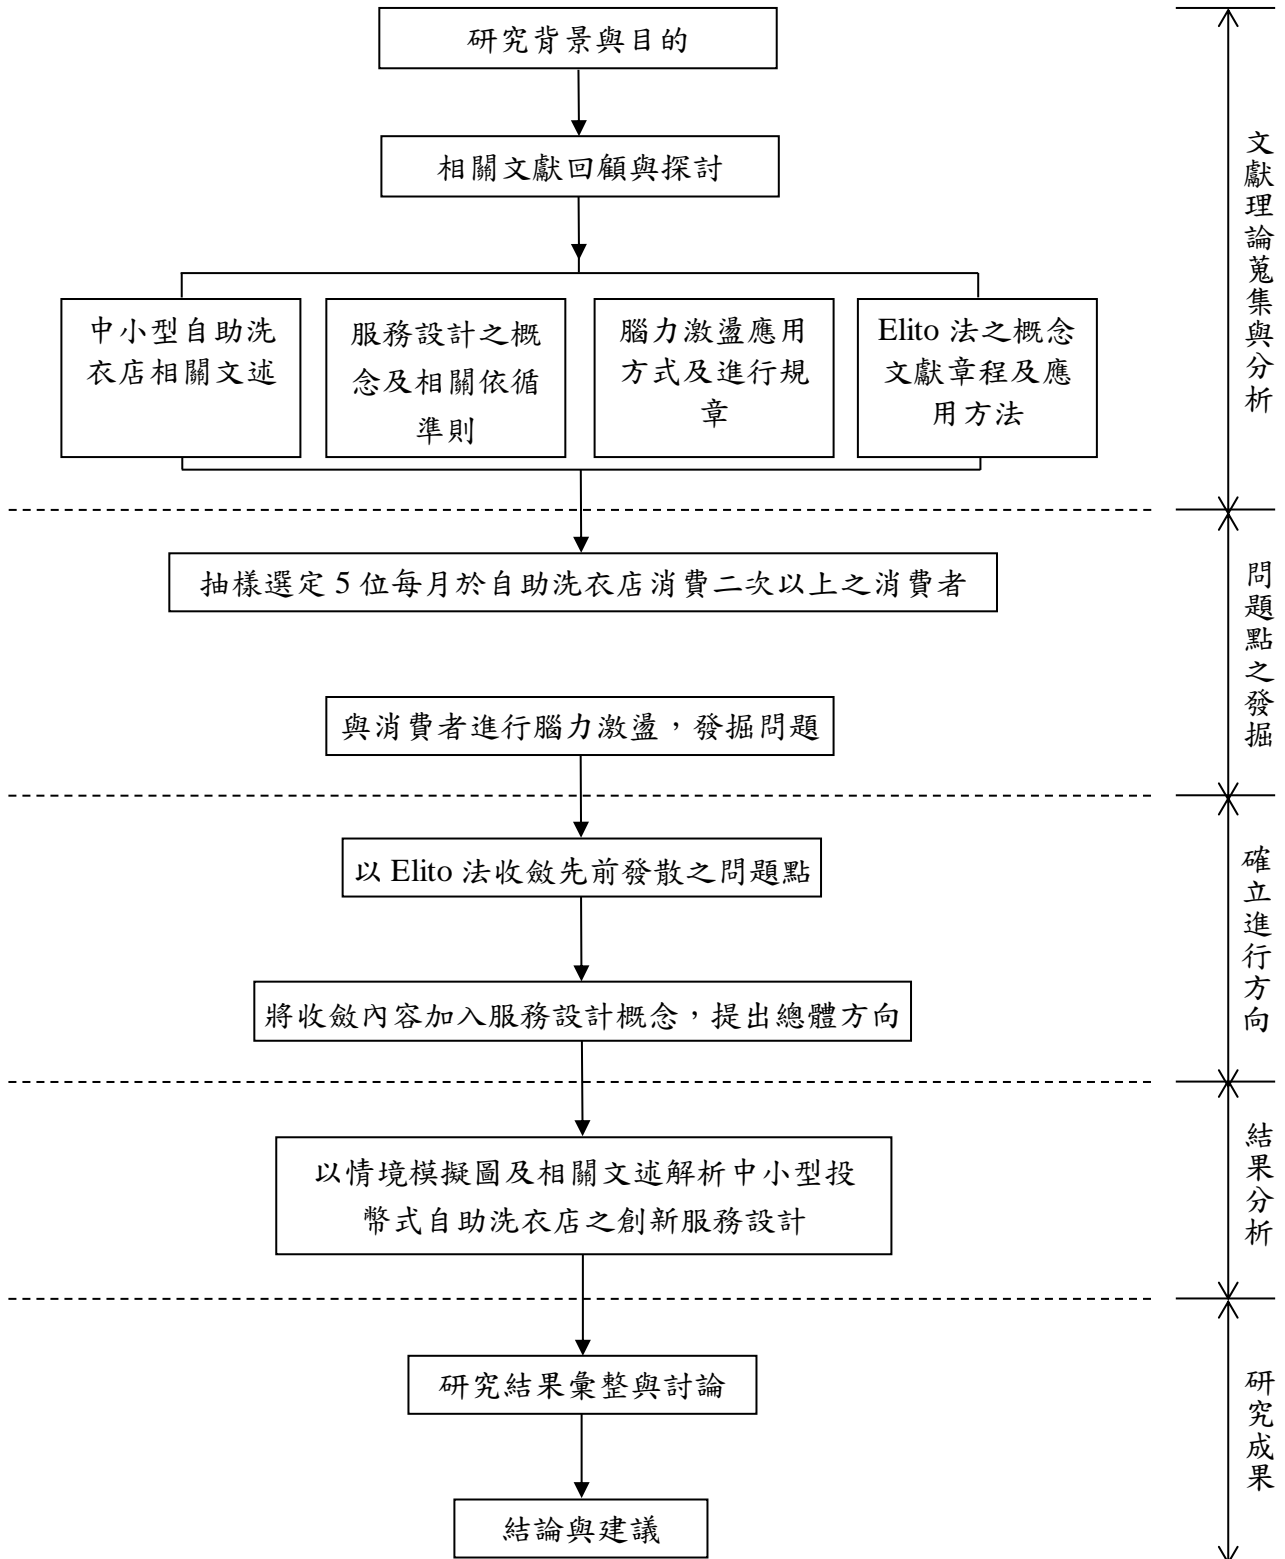 研究背景與目的
相關文獻回顧與探討
中小型自助洗
衣店相關文述
服務設計之概
念及相關依循
準則
腦力激盪應用
方式及進行規
章
Elito 法之概念
文獻章程及應
用方法
文獻理論蒐集與分析
抽樣選定 5 位每月於自助洗衣店消費二次以上之消費者
與消費者進行腦力激盪，發掘問題
問題點之發掘
以 Elito 法收斂先前發散之問題點
將收斂內容加入服務設計概念，提出總體方向
確立進行方向
以情境模擬圖及相關文述解析中小型投
幣式自助洗衣店之創新服務設計
結果分析
研究結果彙整與討論
結論與建議
研究成果